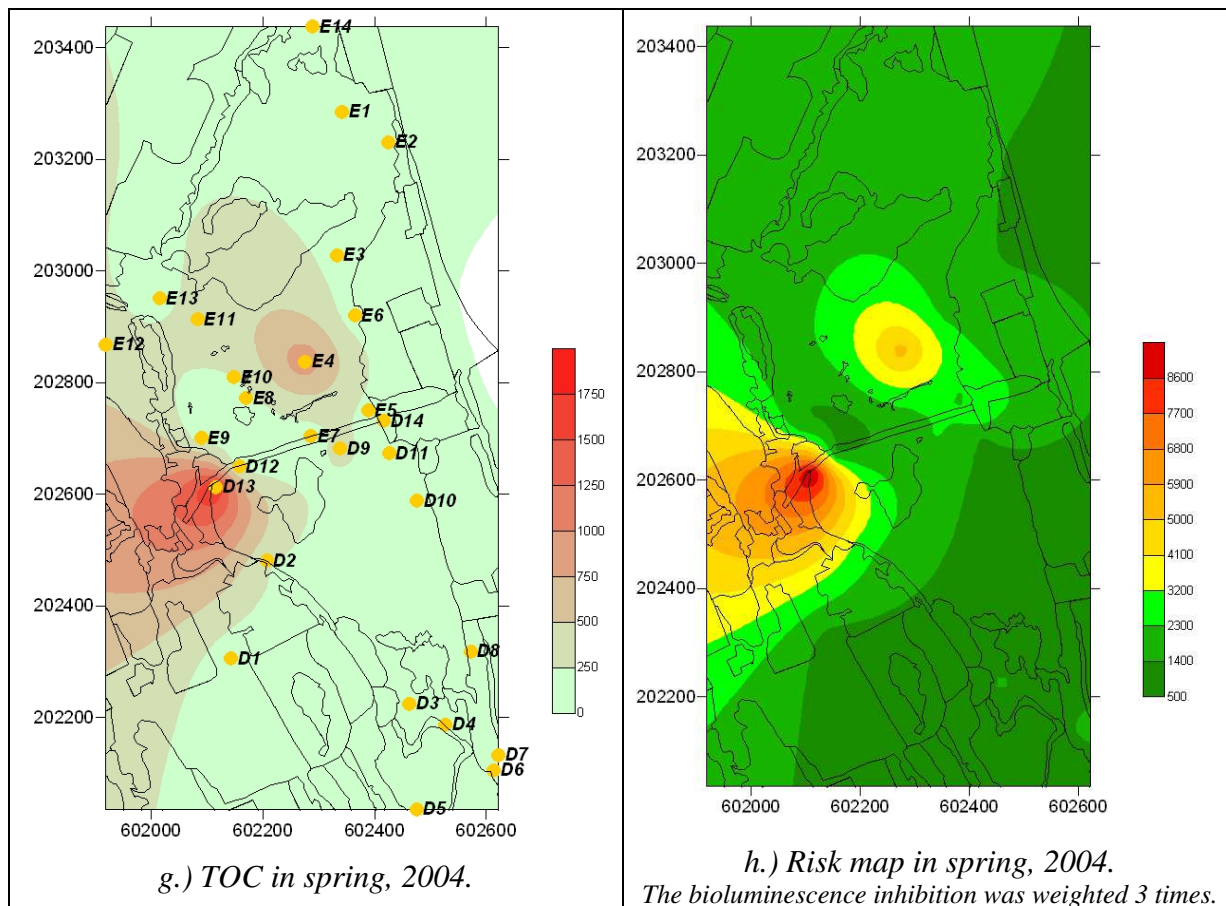 203400
203200
203000
202800
202600
202400
202200
602000 602200 602400 602600
E14
E1
E2
E3
E13
E11
E6
E12
E4
E10
E8
E5
D14
E9
E7
D9
D11
D12
D13
D10
D2
D1
D8
D3
D4
D7
D6
D5
1750
1500
1250
1000
750
500
250
0
g.) TOC in spring, 2004.
203400
203200
203000
202800
202600
202400
202200
602000 602200 602400 602600
8600
7700
6800
5900
5000
4100
3200
2300
1400
500
h.) Risk map in spring, 2004.
The bioluminescence inhibition was weighted 3 times.